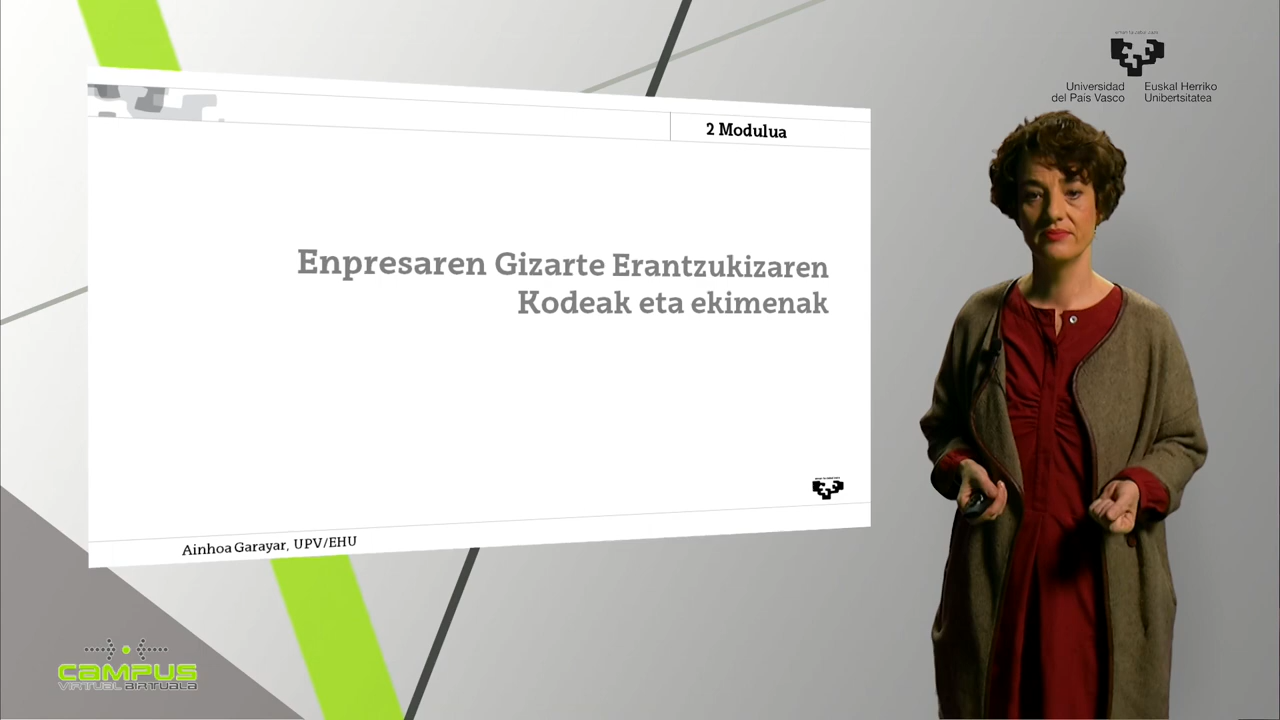 Universidad
del País Vasco
Euskal Herriko
Unibertsitatea
2 Modulua
Enpresaren Gizarte Erantzukizaren
Kodeak eta ekimenak
Ainhoa Garayar, UPV/EHU
CAMPUS
VIRTUAL BIRTUALA